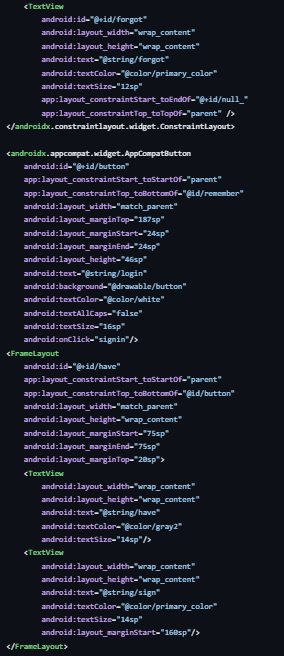 <TextView
android:id="@+id/forgot"
android:layout_width="wrap_content"
android:layout_height="wrap_content"
android:text="@string/forgot"
android:textColor="@color/primary_color"
android:textSize="12sp"
app:layout_constraintStart_toEndOf="@+id/null_"
app:layout_constraintTop_toTopOf="parent" />
</androidx.constraintlayout.widget.ConstraintLayout>
<androidx.appcompat.widget.AppCompatButton
android:id="@+id/button"
app:layout_constraintStart_toStartOf="parent"
app:layout_constraintTop_toBottomOf="@id/remember"
android:layout_width="match_parent"
android:layout_marginTop="187sp"
android:layout_marginStart="24sp"
android:layout_marginEnd="24sp"
android:layout_height="46sp"
android:text="@string/login"
android:background="@drawable/button"
android:textColor="@color/white"
android:textAllCaps="false"
android:textSize="16sp"
android:onClick="signin"/>
<FrameLayout
android:id="@+id/have"
app:layout_constraintStart_toStartOf="parent"
app:layout_constraintTop_toBottomOf="@id/button"
android:layout_width="match_parent"
android:layout_height="wrap_content"
android:layout_marginStart="75sp"
android:layout_marginEnd="75sp"
android:layout_marginTop="20sp">
<TextView
android:layout_width="wrap_content"
android:layout_height="wrap_content"
android:text="@string/have"
android:textColor="@color/gray2"
android:textSize="14sp"/>
<TextView
android:layout_width="wrap_content"
android:layout_height="wrap_content"
android:text="@string/sign"
android:textColor="@color/primary_color"
android:textSize="14sp"
android:layout_marginStart="160sp"/>
</FrameLayout>